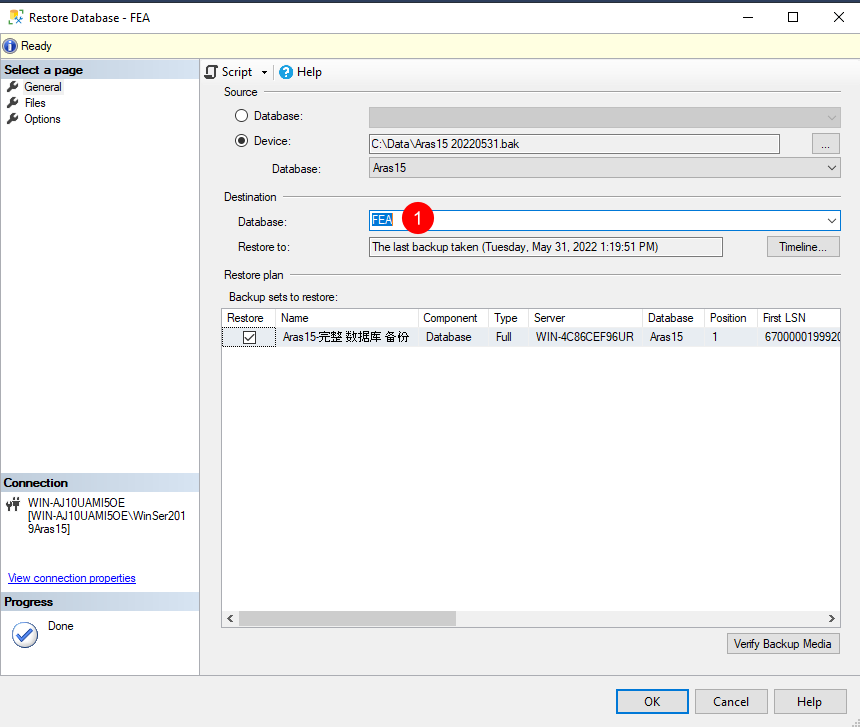 Restore Database - FEA
Ready
Select a page
General
Files
Options
Script
Help
Source
Database:
Device:
C:\Data\Aras15 20220531.bak
...
Database:
Aras15
Destination
Database:
FEA
1
Restore to:
The last backup taken (Tuesday, May 31, 2022 1:19:51 PM)
Timeline...
Restore plan
Backup sets to restore:
Restore Name Component Type Server Database Position First LSN
Aras15-完整 数据库 备份 Database Full WIN-4C86CEF96UR Aras15 1 6700000199920
Connection
WIN-AJ10UAMI5OE
[WIN-AJ10UAMI5OE\WinSer201
9Aras15]
View connection properties
Progress
Done
Verify Backup Media
OK
Cancel
Help